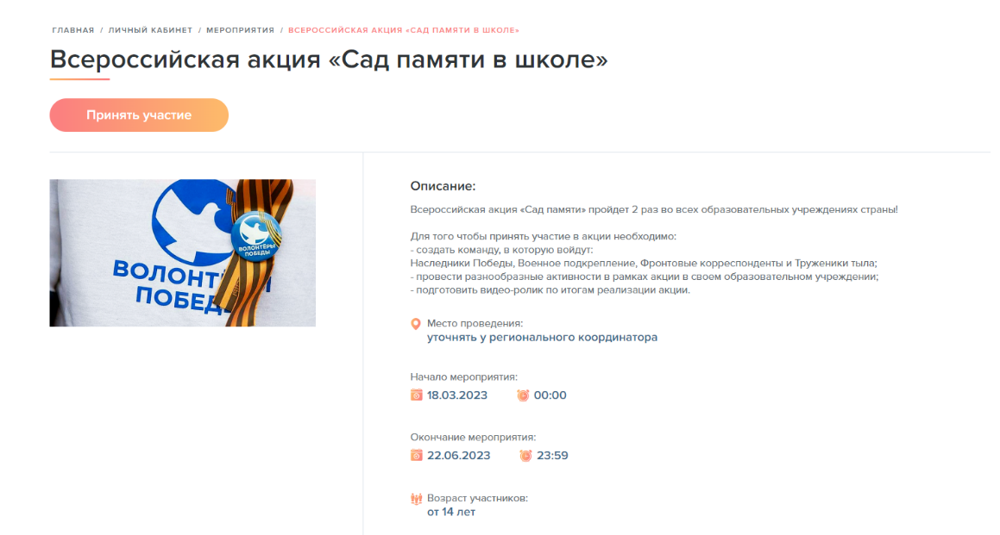 ГЛАВНАЯ / ЛИЧНЫЙ КАБИНЕТ / МЕРОПРИЯТИЯ / ВСЕРОССИЙСКАЯ АКЦИЯ «САД ПАМЯТИ В ШКОЛЕ»
Всероссийская акция «Сад памяти в школе»
Принять участие
ВОЛОНТЁРЫ
ПОБЕДЫ
ВОЛОНТ Ы
ПОБЕД
Описание:
Всероссийская акция «Сад памяти» пройдет 2 раз во всех образовательных учреждениях страны!
Для того чтобы принять участие в акции необходимо:
- создать команду, в которую войдут:
Наследники Победы, Военное подкрепление, Фронтовые корреспонденты и Труженики тыла;
- провести разнообразные активности в рамках акции в своем образовательном учреждении;
- подготовить видео-ролик по итогам реализации акции.
Место проведения:
уточнять у регионального координатора
Начало мероприятия:
18.03.2023 00:00
Окончание мероприятия:
22.06.2023 23:59
Возраст участников:
от 14 лет